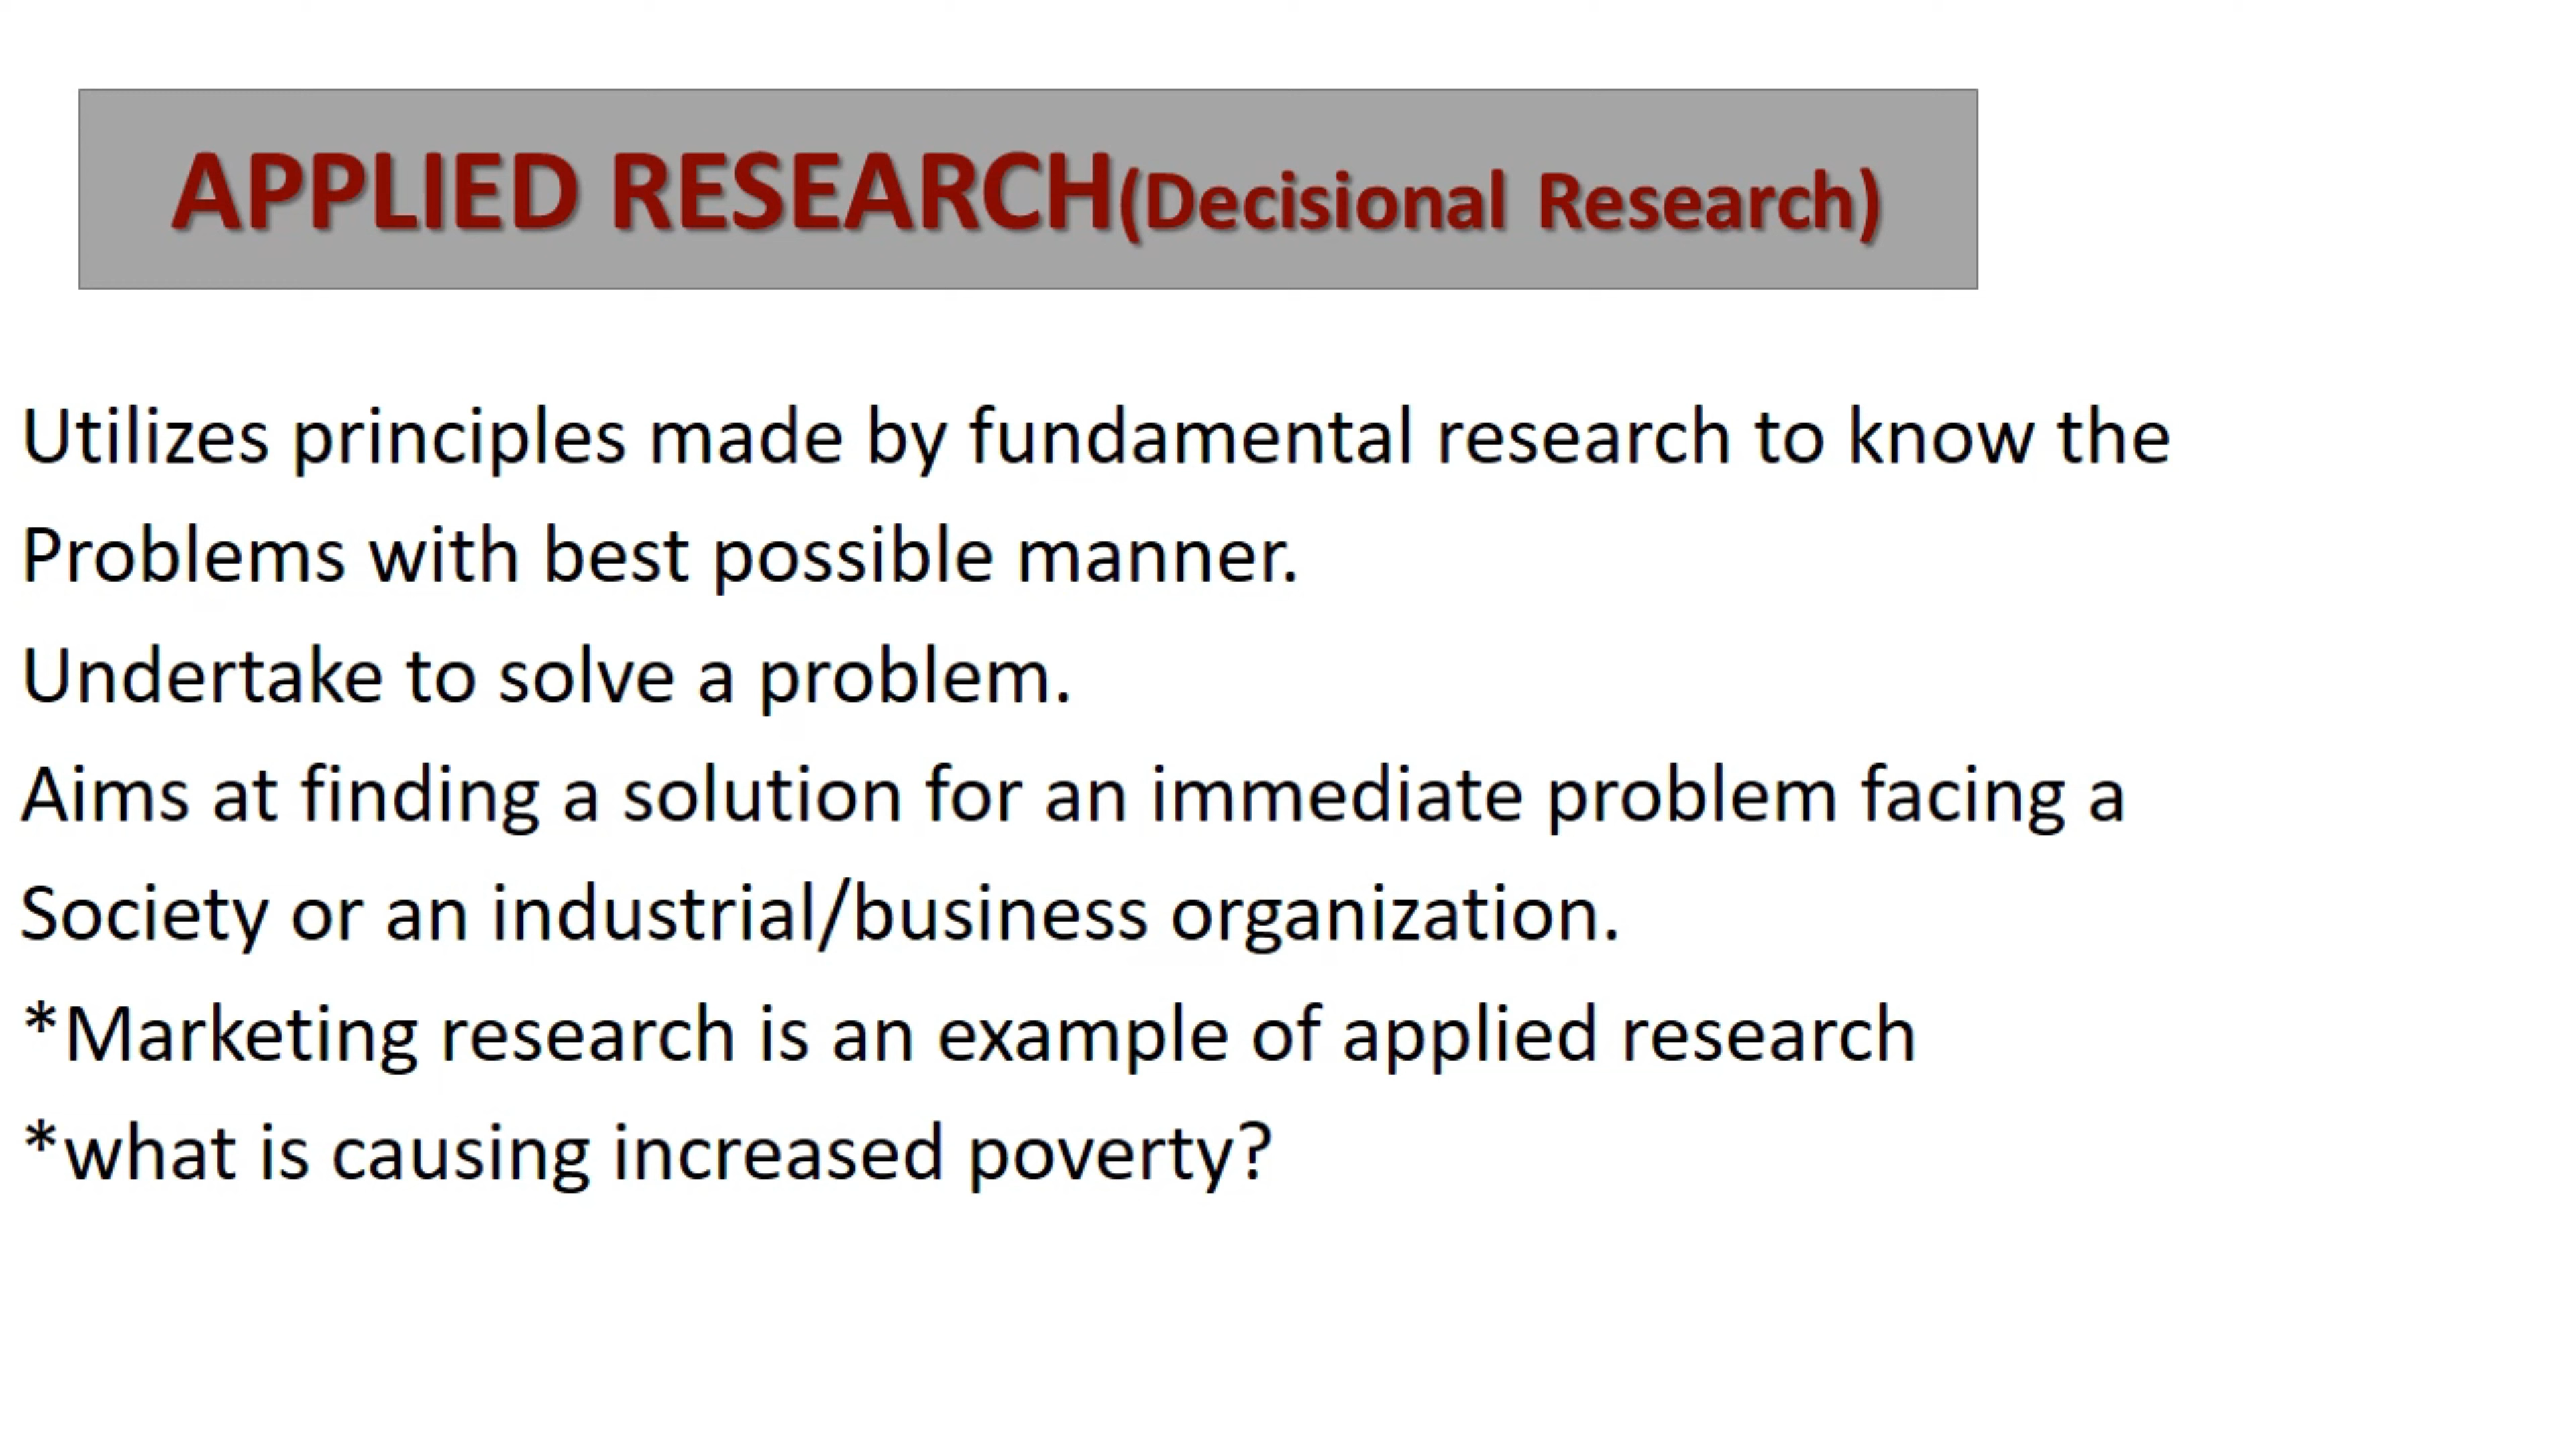 APPLIED RESEARCH(Decisional Research)
Utilizes principles made by fundamental research to know the
Problems with best possible manner.
Undertake to solve a problem.
Aims at finding a solution for an immediate problem facing a
Society or an industrial/business organization.
*Marketing research is an example of applied research
*what is causing increased poverty?